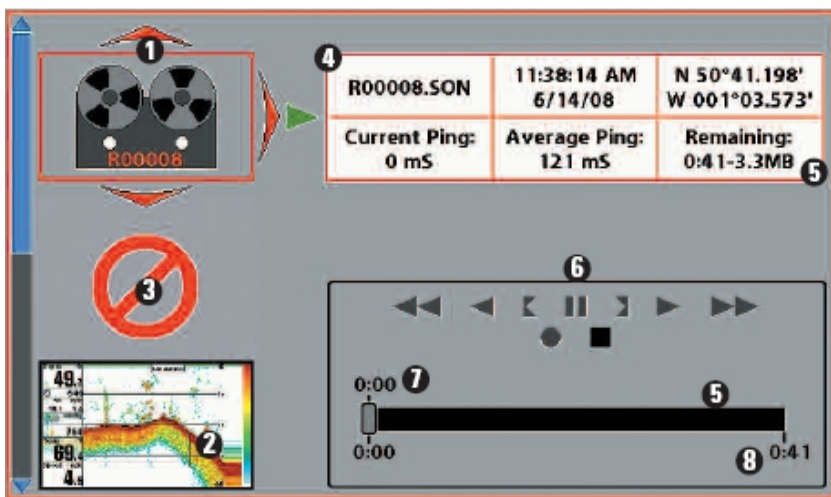 1
R00008
3
49.
69.
4.
2
4
R00008.SON
11:38:14 AM
6/14/08
N 50°41.198'
W 001°03.573'
Current Ping:
0 mS
Average Ping:
121 mS
Remaining:
0:41-3.3MB
5
6
0:00
7
5
0:00
8
0:41